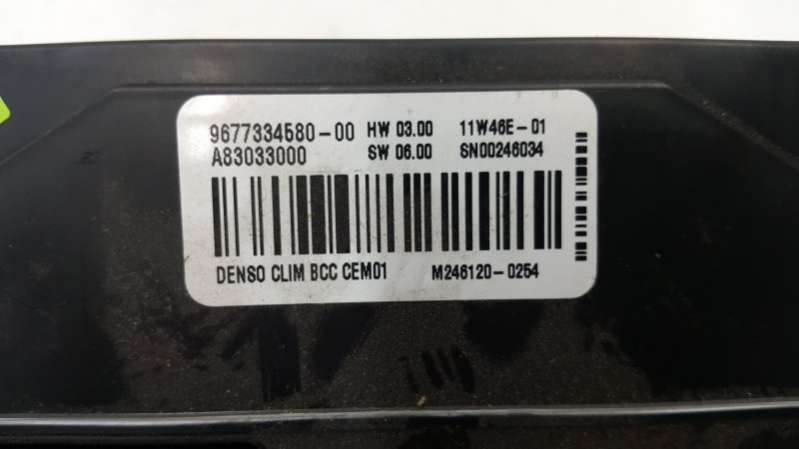 9677334580-00 HW 03.00 11W46E-01
A83033000 SW 06.00 SN00246034
DENSO CLIM BCC CEM01 M246120-0254